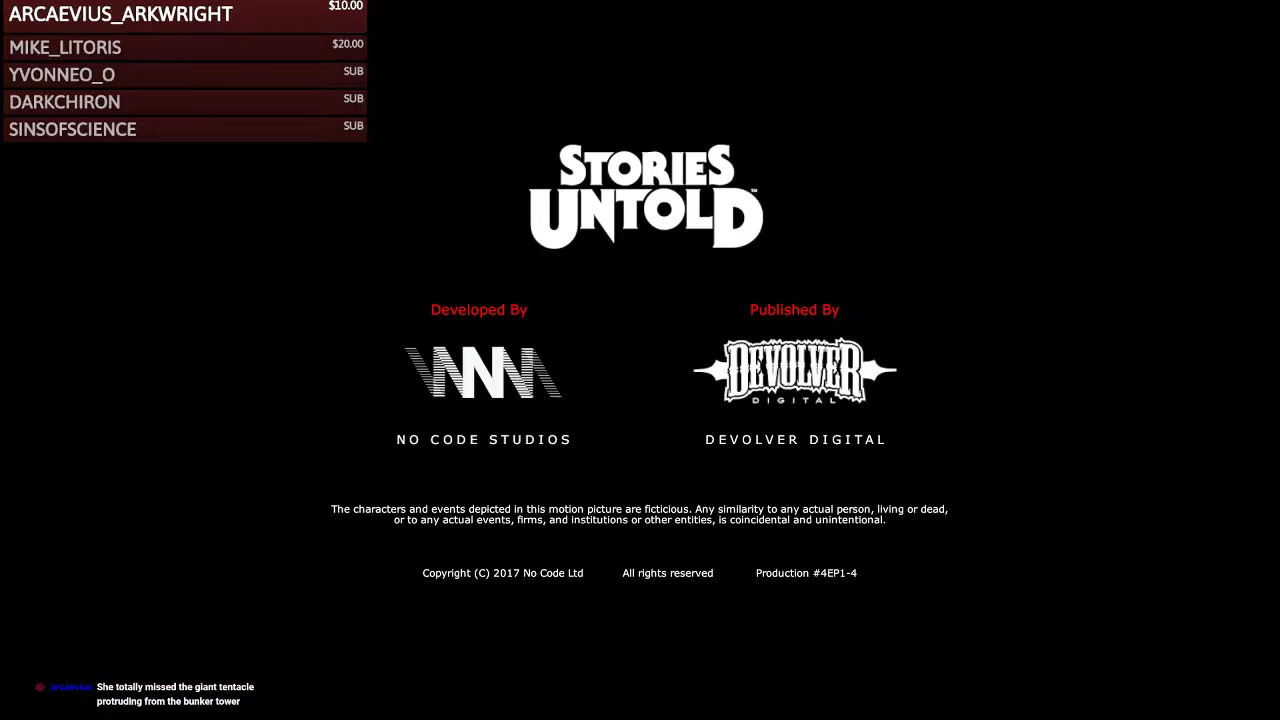 ARCAEVIUS_ARKWRIGHT $10.00
MIKE_LITORIS $20.00
YVONNEO_O SUB
DARKCHIRON SUB
SINSOFSCIENCE SUB
STORIES
UNTOLD™
Developed By Published By
DEVOLVER
DIGITAL
NO CODE STUDIOS DEVOLVER DIGITAL
The characters and events depicted in this motion picture are ficticious. Any similarity to any actual person, living or dead,
or to any actual events, firms, and institutions or other entities, is coincidental and unintentional.
Copyright (C) 2017 No Code Ltd All rights reserved Production #4EP1-4
arcaevius She totally missed the giant tentacle
protruding from the bunker tower